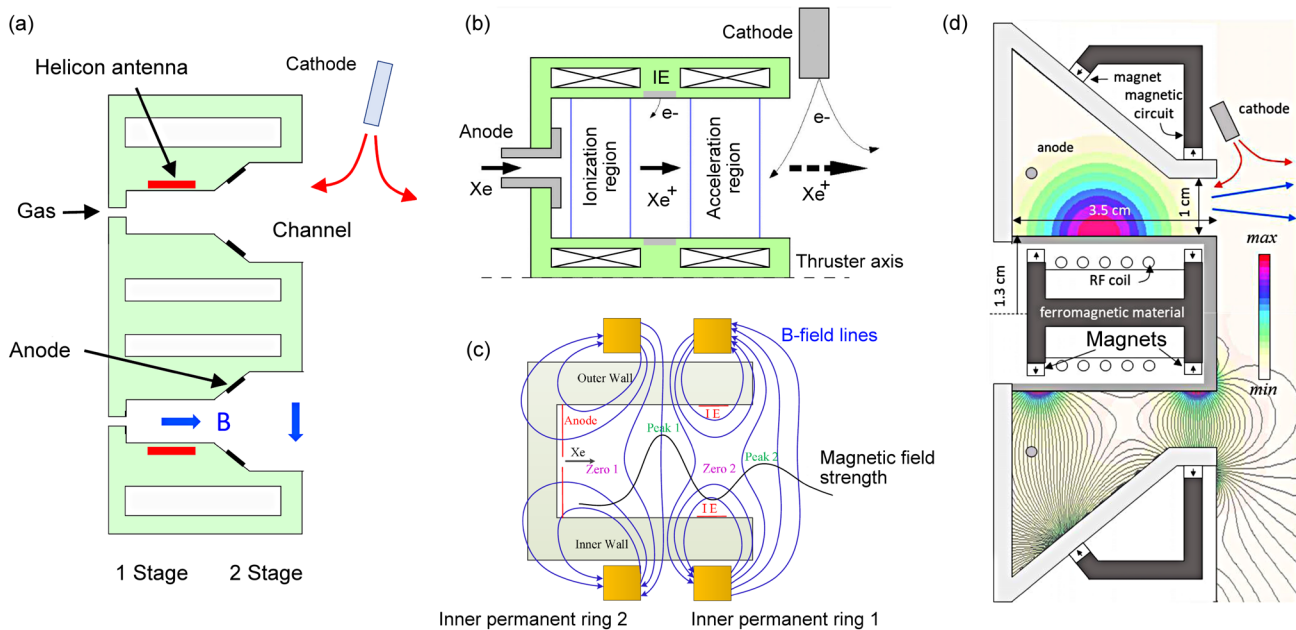 (a)
Helicon antenna
Cathode
Gas
Channel
Anode
B
1 Stage
2 Stage
(b)
Cathode
IE
e-
e-
Anode
Xe
Ionization
region
Xe+
Acceleration
region
Xe+
Thruster axis
(c)
B-field lines
Outer Wall
I E
Anode
Peak 1
Xe
Zero 1
Zero 2
Peak 2
Magnetic field
strength
I E
Inner Wall
Inner permanent ring 2
Inner permanent ring 1
(d)
magnet
magnetic
circuit
cathode
anode
3.5 cm
1 cm
max
1.3 cm
RF coil
ferromagnetic material
Magnets
min